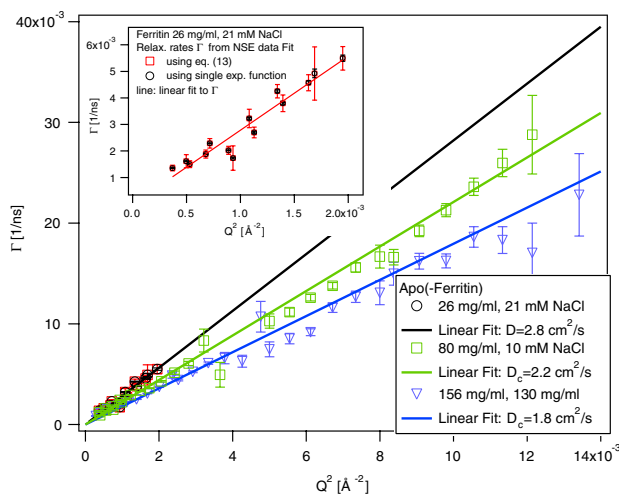 40x10⁻³
30
20
10
0
Γ [1/ns]
0
2
4
6
8
10
12
14x10⁻³
Q² [Å⁻²]
Ferritin 26 mg/ml, 21 mM NaCl
Relax. rates Γ from NSE data Fit
using eq. (13)
using single exp. function
line: linear fit to Γ
6x10⁻³
5
4
3
2
1
Γ [1/ns]
0.0
0.5
1.0
1.5
2.0x10⁻³
Q² [Å⁻²]
Apo(-Ferritin)
26 mg/ml, 21 mM NaCl
Linear Fit: D=2.8 cm²/s
80 mg/ml, 10 mM NaCl
Linear Fit: D_c=2.2 cm²/s
156 mg/ml, 130 mg/ml
Linear Fit: D_c=1.8 cm²/s